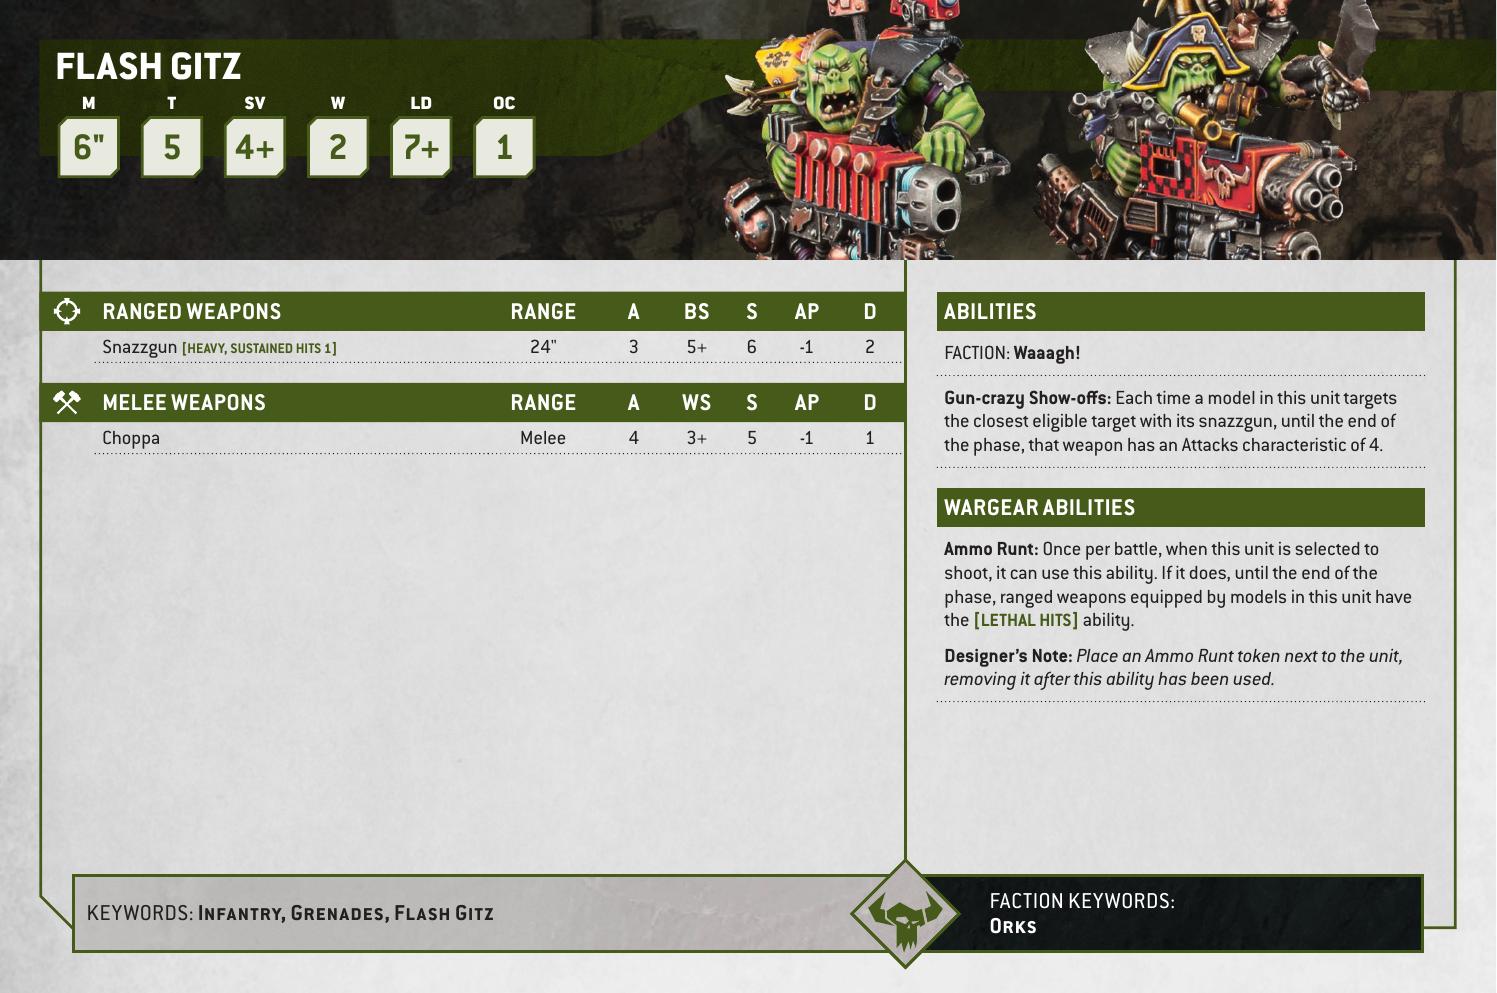 FLASH GITZ
M T SV W LD OC
6" 5 4+ 2 7+ 1
RANGED WEAPONS RANGE A BS S AP D
Snazzgun [HEAVY, SUSTAINED HITS 1] 24" 3 5+ 6 -1 2
MELEE WEAPONS RANGE A WS S AP D
Choppa Melee 4 3+ 5 -1 1
ABILITIES
FACTION: Waaagh!
Gun-crazy Show-offs: Each time a model in this unit targets
the closest eligible target with its snazzgun, until the end of
the phase, that weapon has an Attacks characteristic of 4.
WARGEAR ABILITIES
Ammo Runt: Once per battle, when this unit is selected to
shoot, it can use this ability. If it does, until the end of the
phase, ranged weapons equipped by models in this unit have
the [LETHAL HITS] ability.
Designer's Note: Place an Ammo Runt token next to the unit,
removing it after this ability has been used.
KEYWORDS: INFANTRY, GRENADES, FLASH GITZ
FACTION KEYWORDS:
ORKS